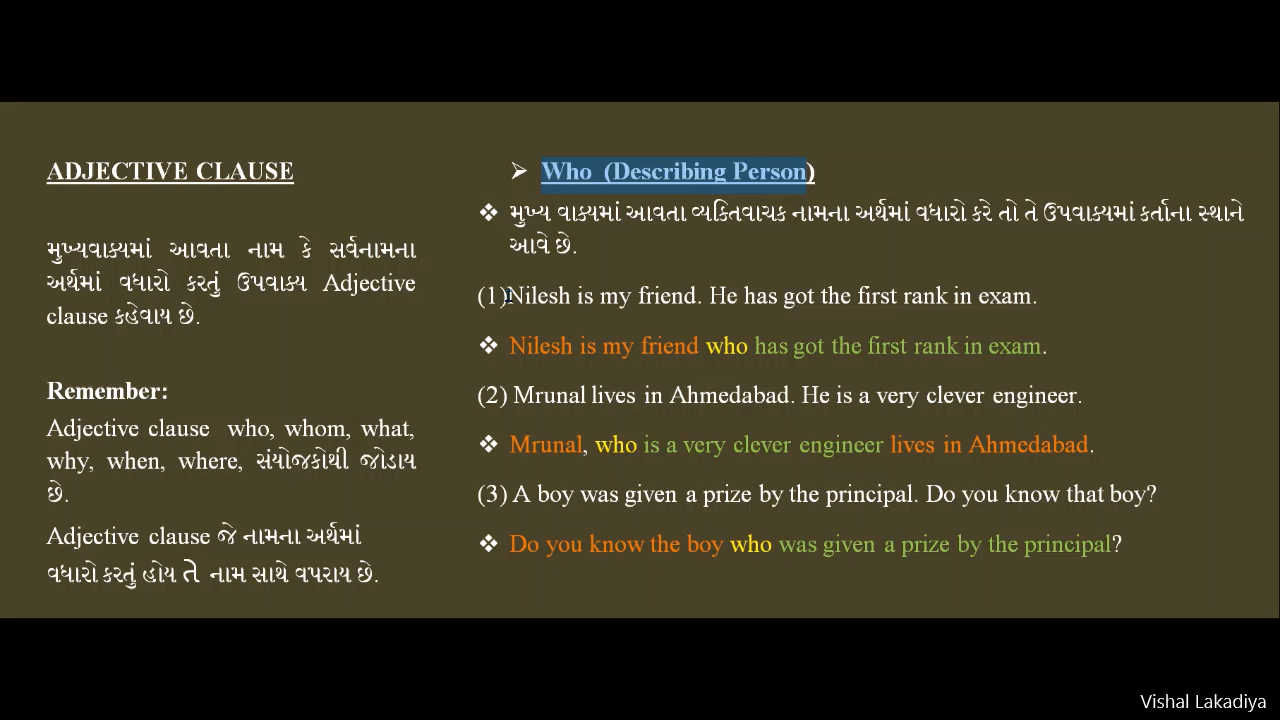 ADJECTIVE CLAUSE
મુખ્યવાક્યમાં આવતા નામ કે સર્વનામના
અર્થમાં વધારો કરતું ઉપવાક્ય Adjective
clause કહેવાય છે.
Remember:
Adjective clause who, whom, what,
why, when, where, સંયોજકોથી જોડાય
છે.
Adjective clause જે નામના અર્થમાં
વધારો કરતું હોય તે નામ સાથે વપરાય છે.
➢ Who (Describing Person)
❖ મુખ્ય વાક્યમાં આવતા વ્યકિતવાચક નામના અર્થમાં વધારો કરે તો તે ઉપવાક્યમાં કર્તાના સ્થાને
આવે છે.
(1)Nilesh is my friend. He has got the first rank in exam.
❖ Nilesh is my friend who has got the first rank in exam.
(2) Mrunal lives in Ahmedabad. He is a very clever engineer.
❖ Mrunal, who is a very clever engineer lives in Ahmedabad.
(3) A boy was given a prize by the principal. Do you know that boy?
❖ Do you know the boy who was given a prize by the principal?
Vishal Lakadiya